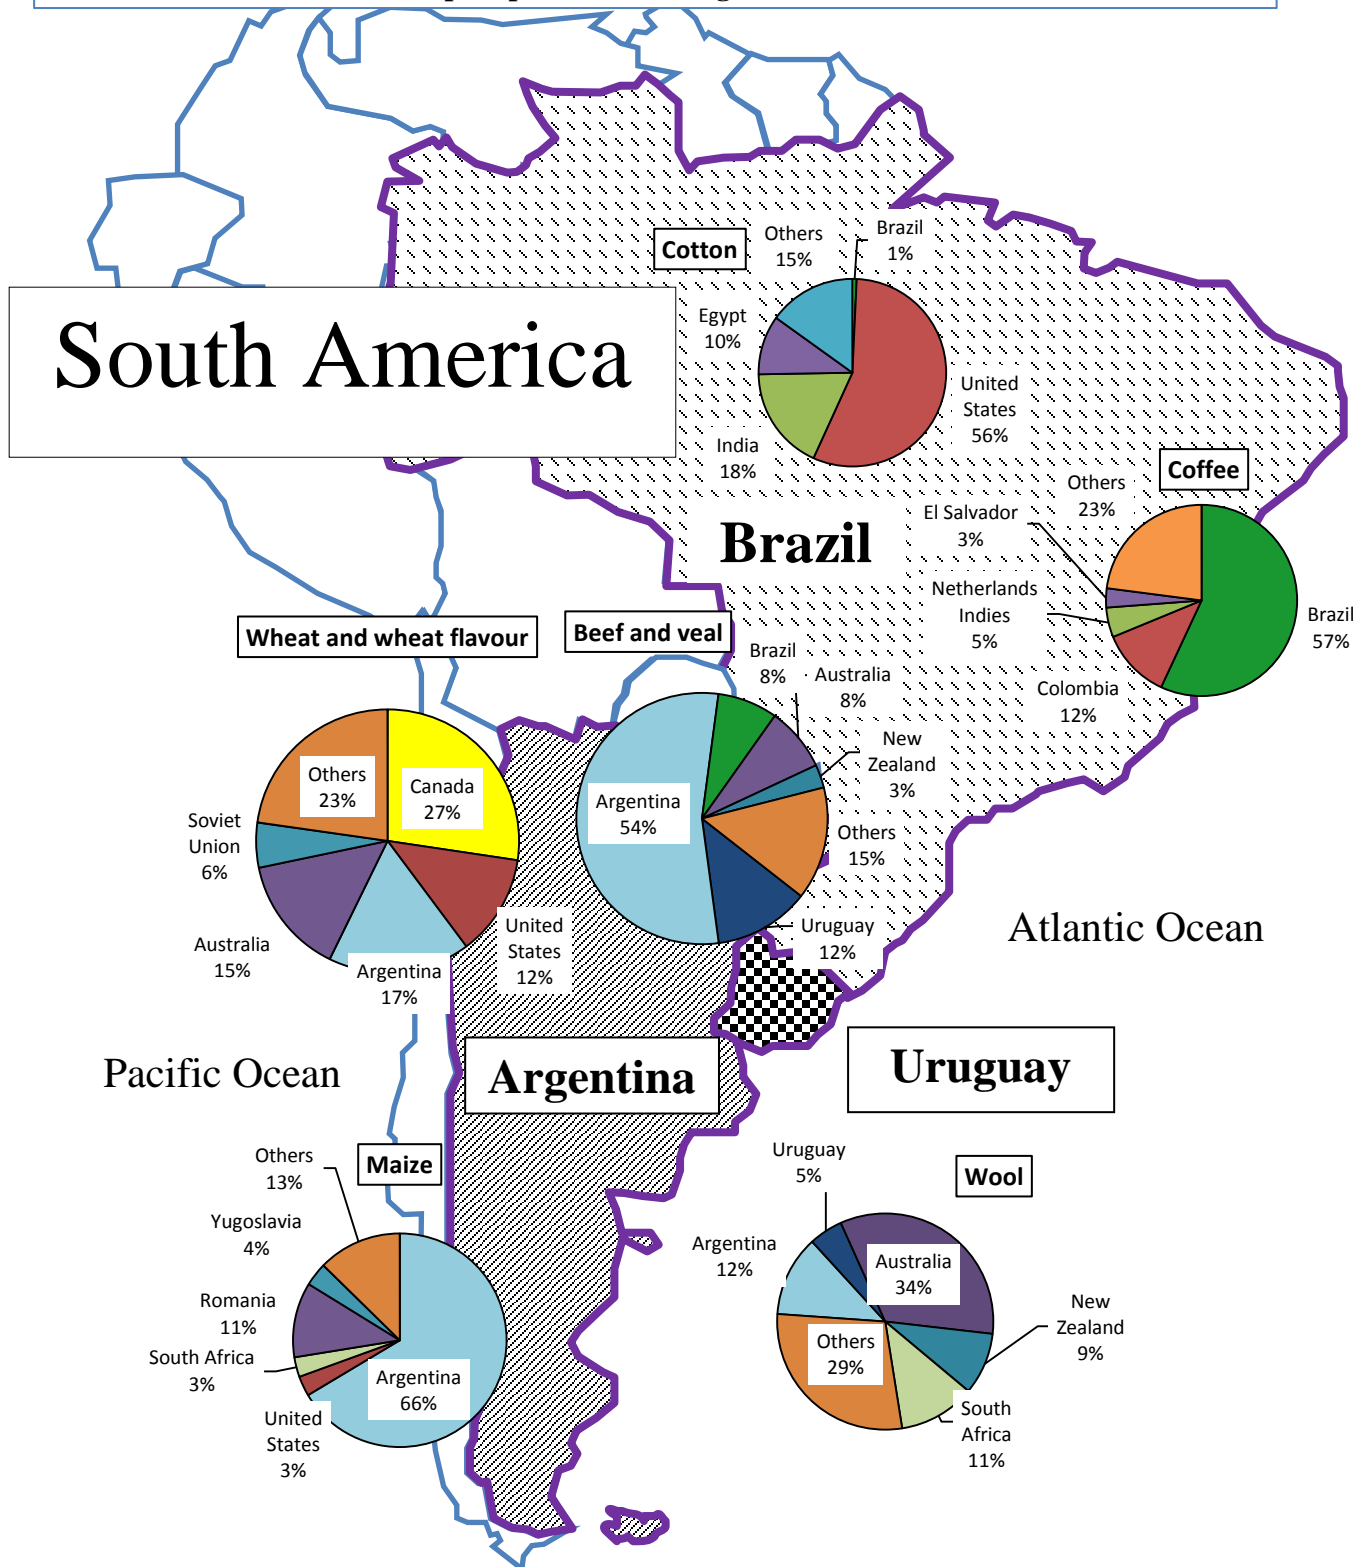 Cotton
Others
15%
Brazil
1%
Egypt
10%
United
States
56%
India
18%
South America
Coffee
Others
23%
El Salvador
3%
Netherlands
Indies
5%
Brazil
57%
Colombia
12%
Brazil
Wheat and wheat flavour
Others
23%
Canada
27%
Soviet
Union
6%
United
States
12%
Australia
15%
Argentina
17%
Beef and veal
Brazil
8%
Australia
8%
New
Zealand
3%
Argentina
54%
Others
15%
Uruguay
12%
Atlantic Ocean
Pacific Ocean
Argentina
Uruguay
Maize
Others
13%
Yugoslavia
4%
Romania
11%
South Africa
3%
Argentina
66%
United
States
3%
Wool
Uruguay
5%
Argentina
12%
Australia
34%
New
Zealand
9%
Others
29%
South
Africa
11%